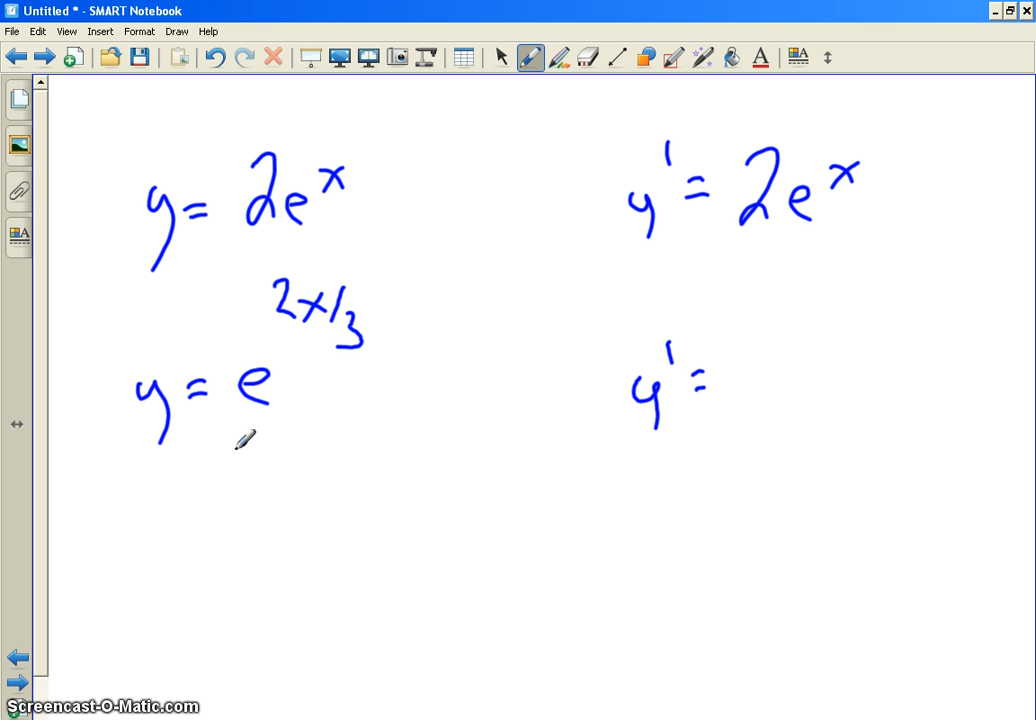 Untitled * - SMART Notebook
File Edit View Insert Format Draw Help
y = 2e^x y' = 2e^x
y = e^2x/3 y' =
Screencast-O-Matic.com